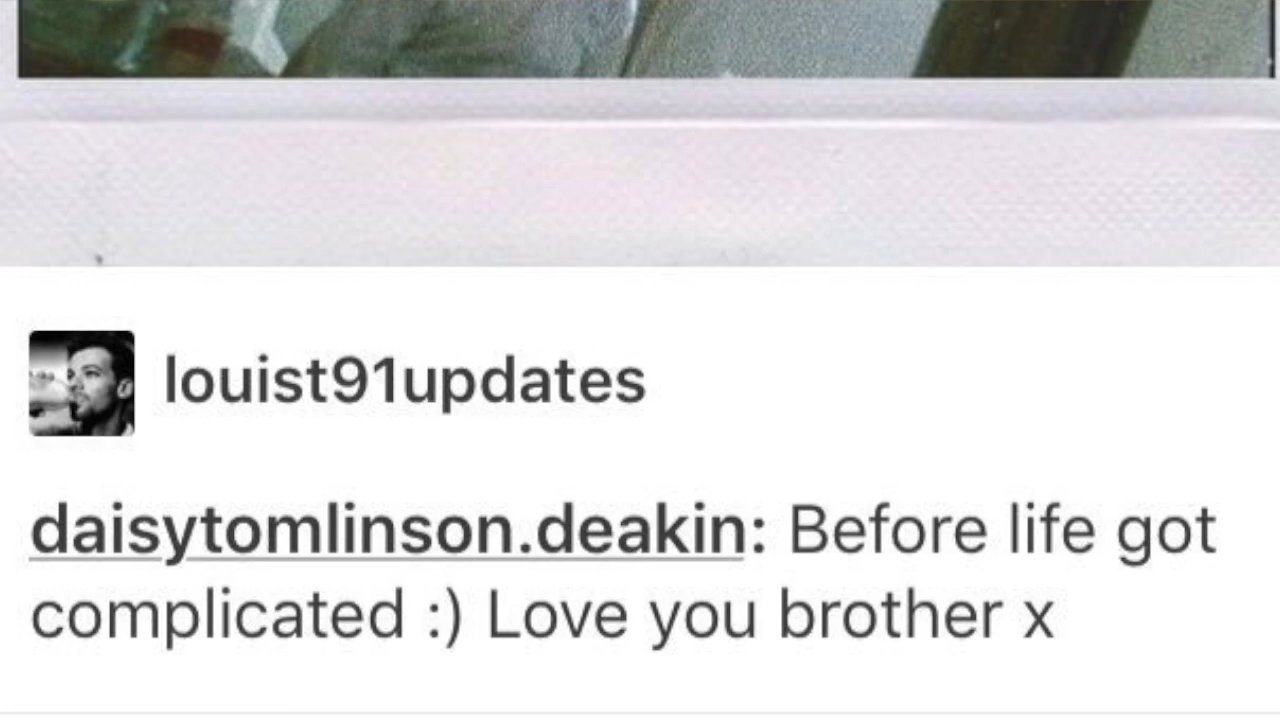 louist91updates
daisytomlinson.deakin: Before life got
complicated :) Love you brother x